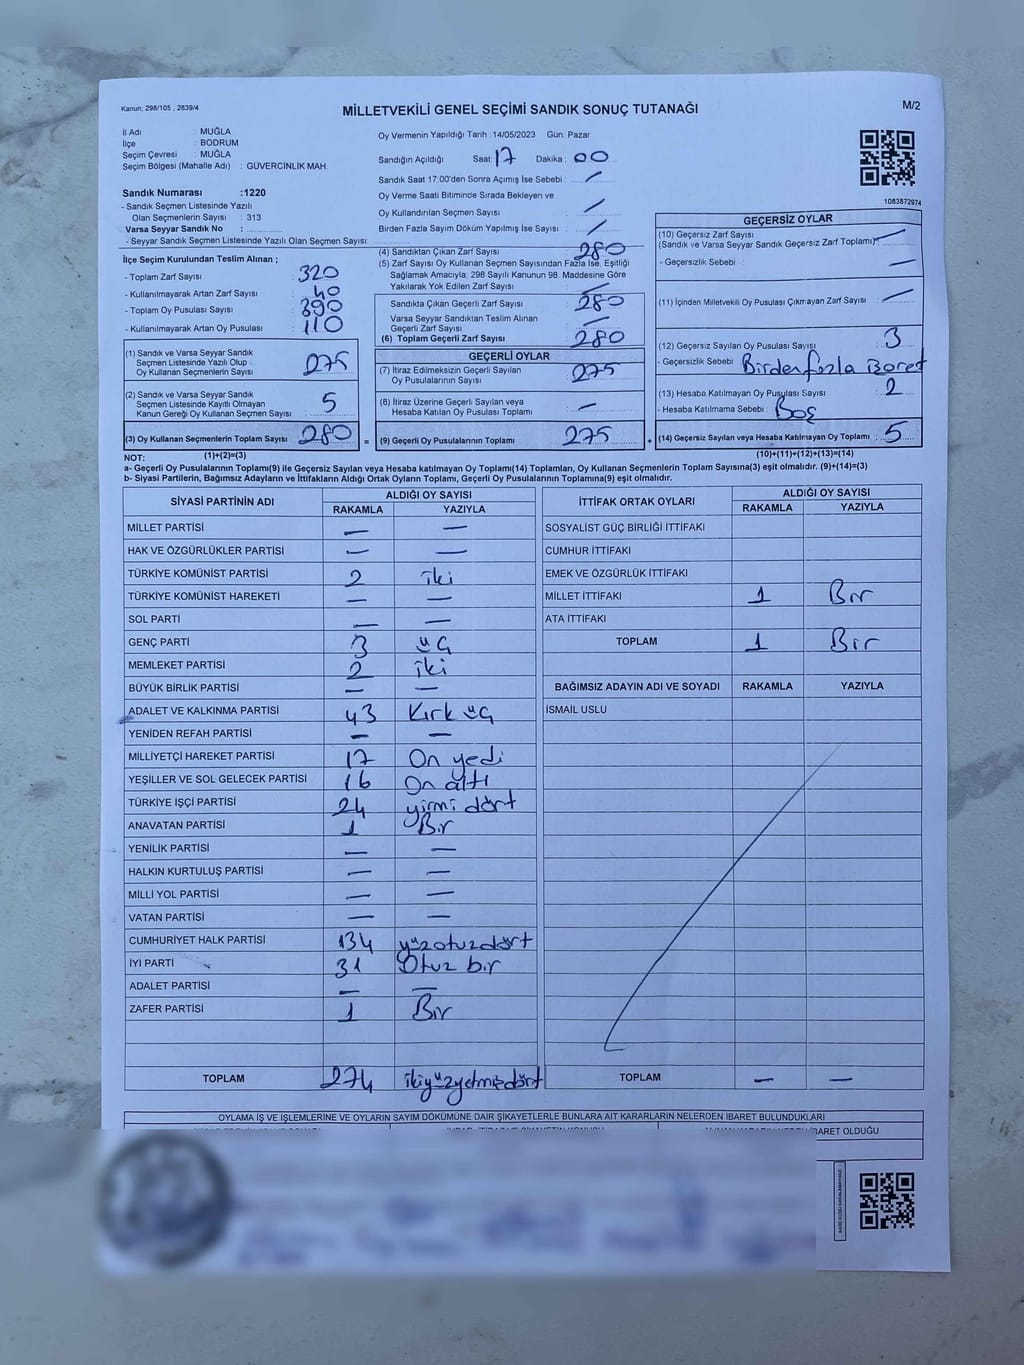 Kanun: 298/105 , 2839/4
MİLLETVEKİLİ GENEL SEÇİMİ SANDIK SONUÇ TUTANAĞI
M/2
İl Adı : MUĞLA
İlçe : BODRUM
Seçim Çevresi : MUĞLA
Seçim Bölgesi (Mahalle Adı) : GÜVERCİNLİK MAH.
Sandık Numarası :1220
- Sandık Seçmen Listesinde Yazılı
Olan Seçmenlerin Sayısı : 313
Varsa Seyyar Sandık No :
- Seyyar Sandık Seçmen Listesinde Yazılı Olan Seçmen Sayısı:
Oy Vermenin Yapıldığı Tarih :14/05/2023 Gün: Pazar
Sandığın Açıldığı Saat : 17 Dakika : 00
Sandık Saat 17:00'den Sonra Açımış İse Sebebi : —
Oy Verme Saati Bitiminde Sırada Bekleyen ve
Oy Kullandırılan Seçmen Sayısı : —
Birden Fazla Sayım Döküm Yapılmış İse Sayısı : —
1083872974
İlçe Seçim Kurulundan Teslim Alınan ;
- Toplam Zarf Sayısı : 320
- Kullanılmayarak Artan Zarf Sayısı : 40
- Toplam Oy Pusulası Sayısı : 390
- Kullanılmayarak Artan Oy Pusulası : 110
(1) Sandık ve Varsa Seyyar Sandık
Seçmen Listesinde Yazılı Olup
Oy Kullanan Seçmenlerin Sayısı : 275
(2) Sandık ve Varsa Seyyar Sandık
Seçmen Listesinde Kayıtlı Olmayan
Kanun Gereği Oy Kullanan Seçmen Sayısı : 5
(3) Oy Kullanan Seçmenlerin Toplam Sayısı : 280 =
(4) Sandıktan Çıkan Zarf Sayısı : 280
(5) Zarf Sayısı Oy Kullanan Seçmen Sayısından Fazla İse, Eşitliği
Sağlamak Amacıyla; 298 Sayılı Kanunun 98. Maddesine Göre
Yakılarak Yok Edilen Zarf Sayısı : —
Sandıkta Çıkan Geçerli Zarf Sayısı : 280
Varsa Seyyar Sandıktan Teslim Alınan
Geçerli Zarf Sayısı : —
(6) Toplam Geçerli Zarf Sayısı : 280
GEÇERLİ OYLAR
(7) İtiraz Edilmeksizin Geçerli Sayılan
Oy Pusulalarının Sayısı : 275
(8) İtiraz Üzerine Geçerli Sayılan veya
Hesaba Katılan Oy Pusulası Toplamı : —
(9) Geçerli Oy Pusulalarının Toplamı : 275 +
GEÇERSİZ OYLAR
(10) Geçersiz Zarf Sayısı
(Sandık ve Varsa Seyyar Sandık Geçersiz Zarf Toplamı): —
- Geçersizlik Sebebi : —
(11) İçinden Milletvekili Oy Pusulası Çıkmayan Zarf Sayısı : —
(12) Geçersiz Sayılan Oy Pusulası Sayısı : 3
- Geçersizlik Sebebi : Birden fazla ısaret
(13) Hesaba Katılmayan Oy Pusulası Sayısı : 2
- Hesaba Katılmama Sebebi : Boş
(14) Geçersiz Sayılan veya Hesaba Katılmayan Oy Toplamı : 5
NOT: (1)+(2)=(3) (10)+(11)+(12)+(13)=(14)
a- Geçerli Oy Pusulalarının Toplamı(9) ile Geçersiz Sayılan veya Hesaba katılmayan Oy Toplamı(14) Toplamları, Oy Kullanan Seçmenlerin Toplam Sayısına(3) eşit olmalıdır. (9)+(14)=(3)
b- Siyasi Partilerin, Bağımsız Adayların ve İttifakların Aldığı Ortak Oyların Toplamı, Geçerli Oy Pusulalarının Toplamına(9) eşit olmalıdır.
SİYASİ PARTİNİN ADI ALDIĞI OY SAYISI
RAKAMLA YAZIYLA
MİLLET PARTİSİ — —
HAK VE ÖZGÜRLÜKLER PARTİSİ — —
TÜRKİYE KOMÜNİST PARTİSİ 2 iki
TÜRKİYE KOMÜNİST HAREKETİ — —
SOL PARTİ — —
GENÇ PARTİ 3 üç
MEMLEKET PARTİSİ 2 iki
BÜYÜK BİRLİK PARTİSİ — —
ADALET VE KALKINMA PARTİSİ 43 Kırk üç
YENİDEN REFAH PARTİSİ — —
MİLLİYETÇİ HAREKET PARTİSİ 17 On yedi
YEŞİLLER VE SOL GELECEK PARTİSİ 16 On altı
TÜRKİYE İŞÇİ PARTİSİ 24 yirmi dört
ANAVATAN PARTİSİ 1 Bir
YENİLİK PARTİSİ — —
HALKIN KURTULUŞ PARTİSİ — —
MİLLİ YOL PARTİSİ — —
VATAN PARTİSİ — —
CUMHURİYET HALK PARTİSİ 134 yüzotuzdört
İYİ PARTİ 31 Otuz bir
ADALET PARTİSİ — —
ZAFER PARTİSİ 1 Bir
TOPLAM 274 ikiyüzyetmişdört
İTTİFAK ORTAK OYLARI ALDIĞI OY SAYISI
RAKAMLA YAZIYLA
SOSYALİST GÜÇ BİRLİĞİ İTTİFAKI
CUMHUR İTTİFAKI
EMEK VE ÖZGÜRLÜK İTTİFAKI
MİLLET İTTİFAKI 1 Bir
ATA İTTİFAKI
TOPLAM 1 Bir
BAĞIMSIZ ADAYIN ADI VE SOYADI RAKAMLA YAZIYLA
İSMAİL USLU
TOPLAM — —
OYLAMA İŞ VE İŞLEMLERİNE VE OYLARIN SAYIM DÖKÜMÜNE DAİR ŞİKAYETLERLE BUNLARA AİT KARARLARIN NELERDEN İBARET BULUNDUKLARI
İBARET OLDUĞU